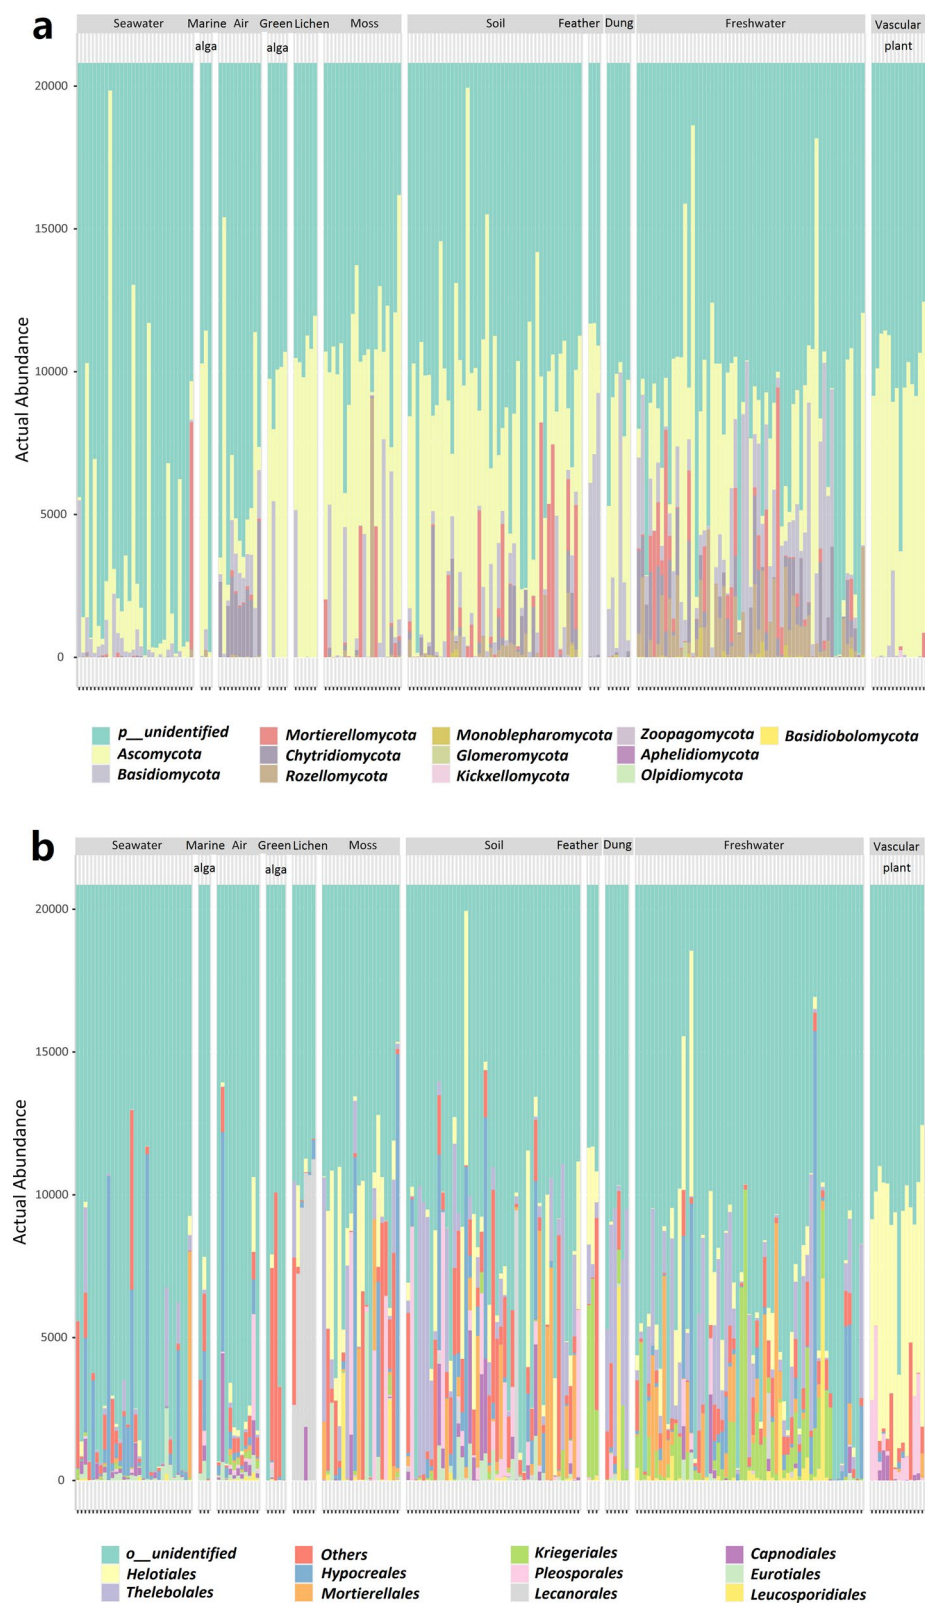 a
Seawater Marine Air Green Lichen Moss Soil Feather Dung Freshwater Vascular
alga alga plant
20000
15000
10000
5000
0
Actual Abundance
p__unidentified Mortierellomycota Monoblepharomycota Zoopagomycota Basidiobolomycota
Ascomycota Chytridiomycota Glomeromycota Aphelidiomycota
Basidiomycota Rozellomycota Kickxellomycota Olpidiomycota
b
Seawater Marine Air Green Lichen Moss Soil Feather Dung Freshwater Vascular
alga alga plant
20000
15000
10000
5000
0
Actual Abundance
o__unidentified Others Kriegeriales Capnodiales
Helotiales Hypocreales Pleosporales Eurotiales
Thelebolales Mortierellales Lecanorales Leucosporidiales